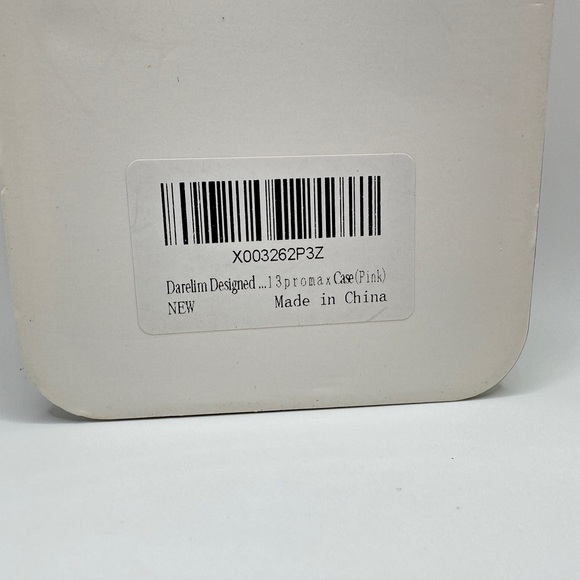 X003262P3Z
Darelim Designed ...13promax Case(Pink)
NEW Made in China